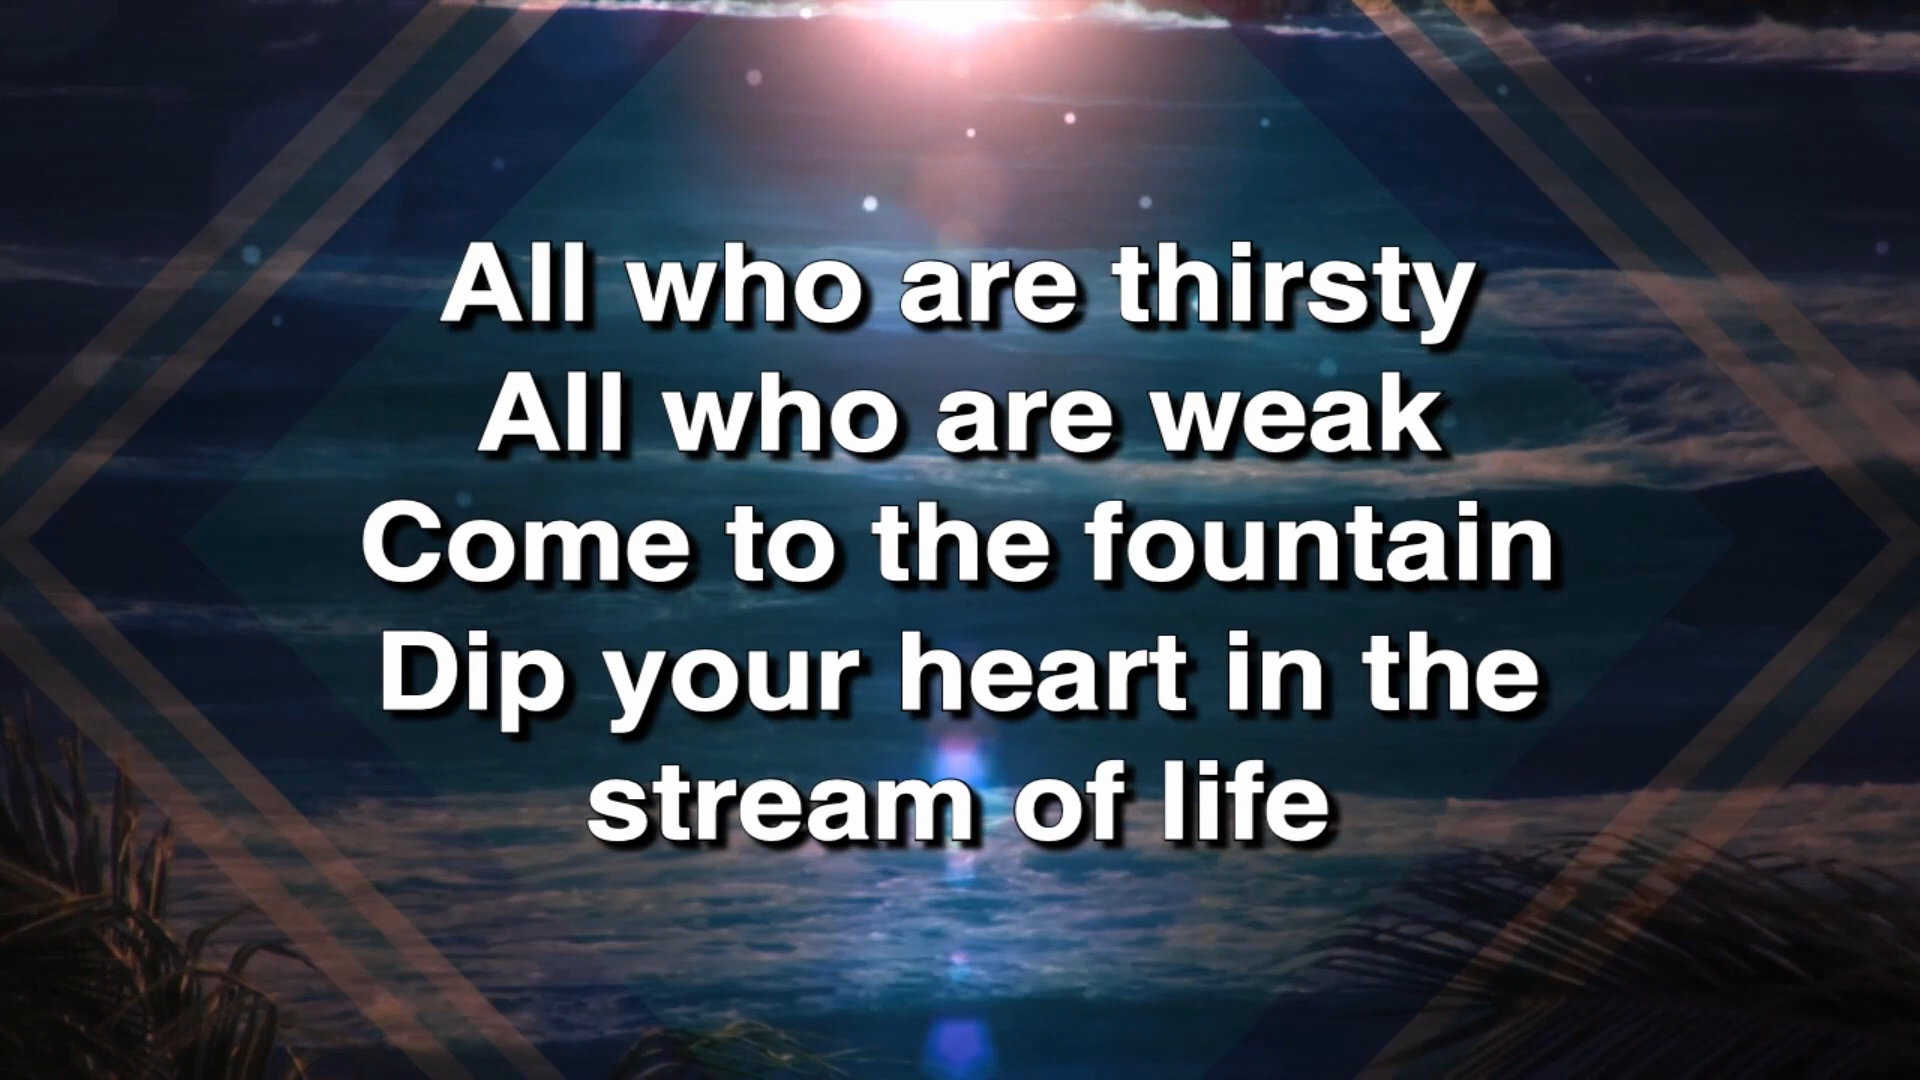 All who are thirsty
All who are weak
Come to the fountain
Dip your heart in the
stream of life